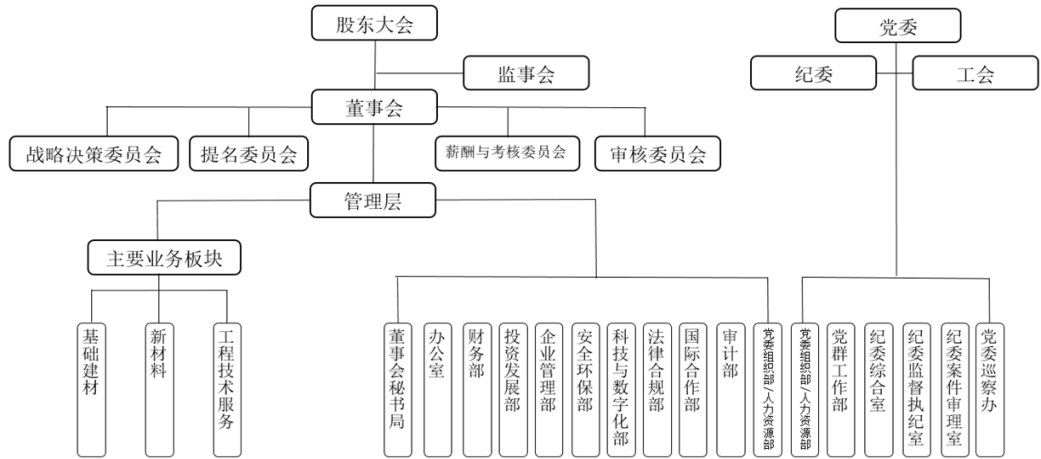 股东大会
党委
监事会
纪委
工会
董事会
战略决策委员会
提名委员会
薪酬与考核委员会
审核委员会
管理层
主要业务板块
基础建材
新材料
工程技术服务
董事会秘书局
办公室
财务部
投资发展部
企业管理部
安全环保部
科技与数字化部
法律合规部
国际合作部
审计部
党委组织部/人力资源部
党委组织部/人力资源部
党群工作部
纪委综合室
纪委监督执纪室
纪委案件审理室
党委巡察办